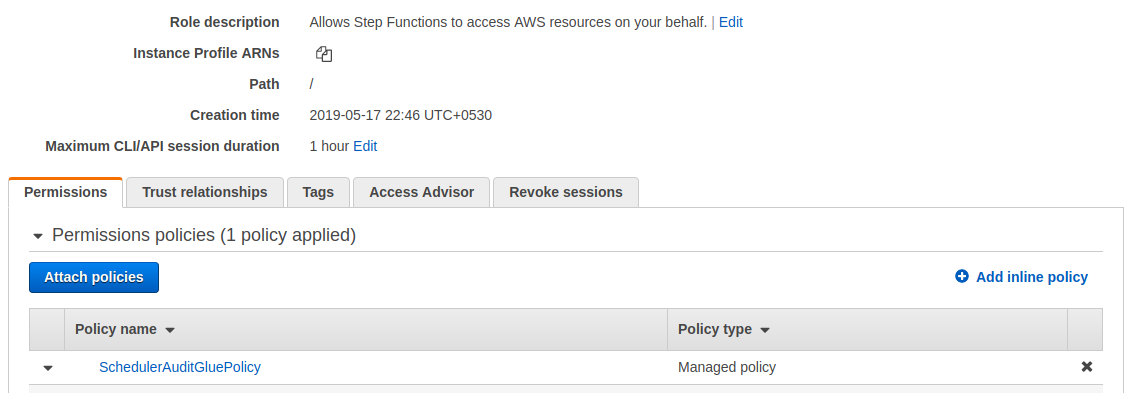 Role description Allows Step Functions to access AWS resources on your behalf. | Edit
Instance Profile ARNs
Path /
Creation time 2019-05-17 22:46 UTC+0530
Maximum CLI/API session duration 1 hour Edit
Permissions Trust relationships Tags Access Advisor Revoke sessions
Permissions policies (1 policy applied)
Attach policies Add inline policy
Policy name Policy type
SchedulerAuditGluePolicy Managed policy